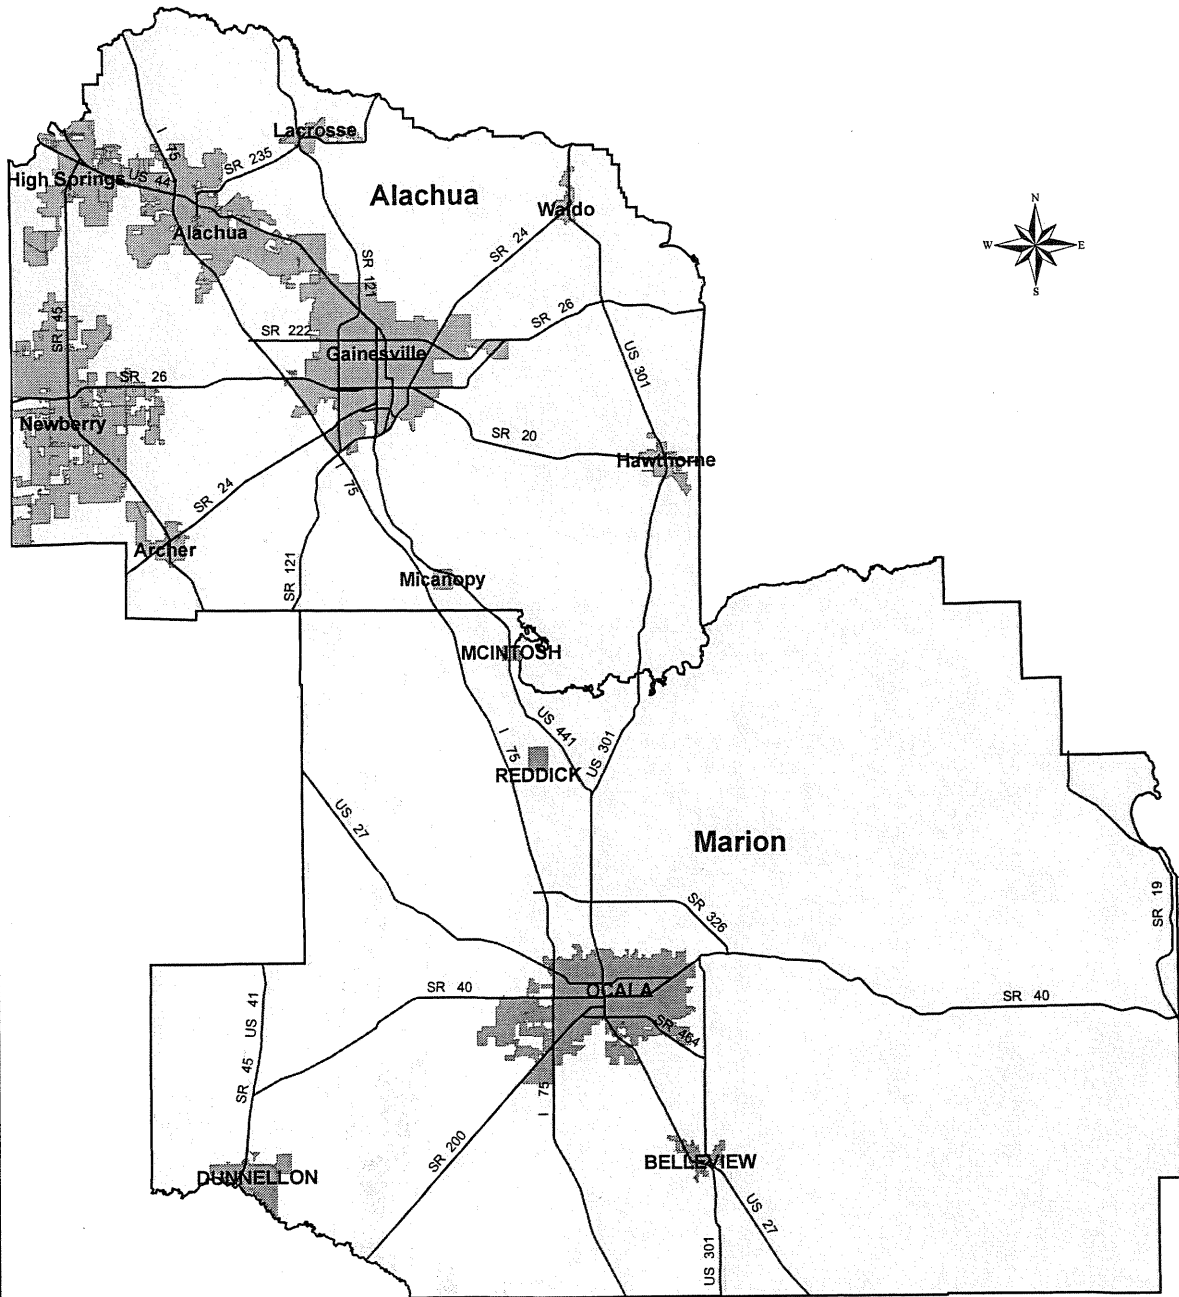 Lacrosse
I 75
SR 235
High Springs
US 44
Alachua
Waldo
N
Alachua
SR 24
W
E
SR 121
S
SR 45
SR 222
SR 26
Gainesville
US 301
SR 26
Newberry
SR 20
Hawthorne
SR 24
I 75
Archer
SR 121
Micanopy
MCINTOSH
US 441
I 75
US 301
REDDICK
US 27
Marion
SR 326
SR 19
OCALA
SR 40
SR 40
US 41
SR 464
SR 45
I 75
SR 200
BELLEVIEW
DUNNELLON
US 27
US 301